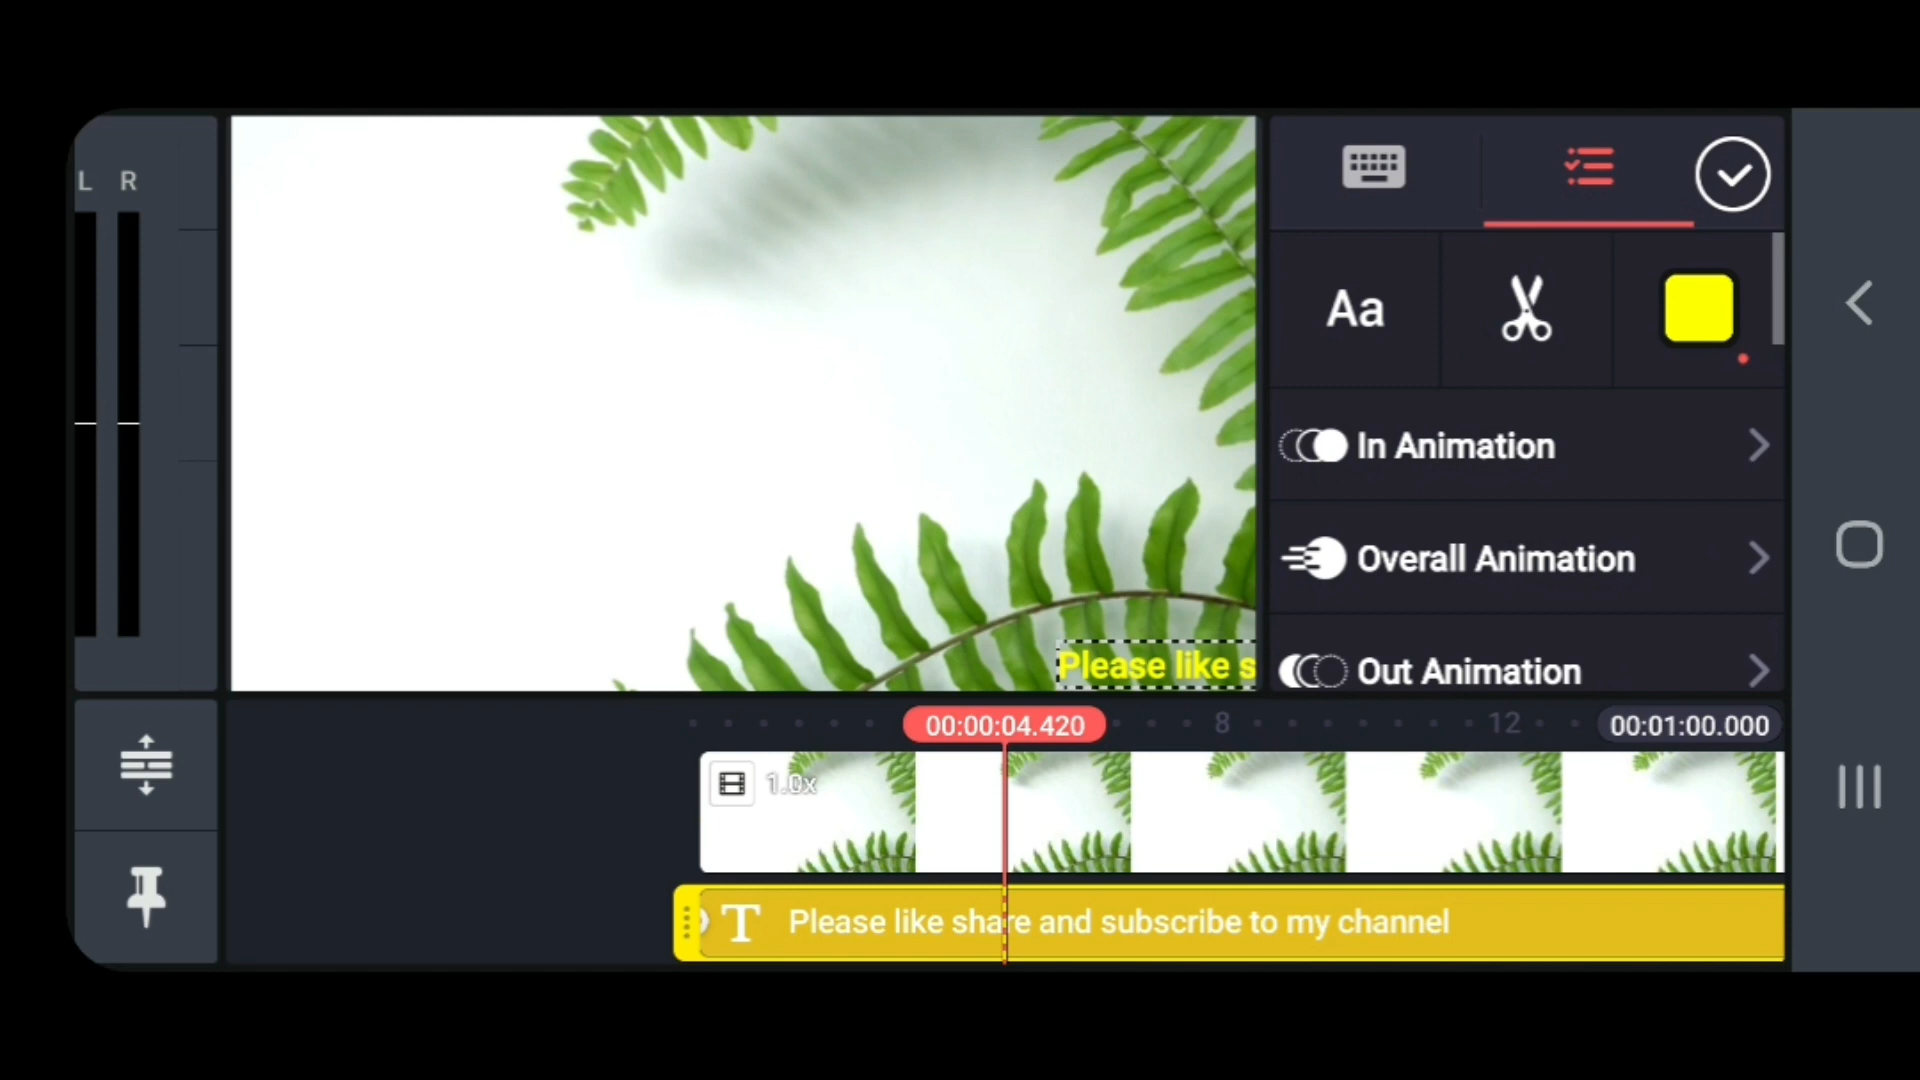 L R
Aa
In Animation
Overall Animation
Please like s
Out Animation
00:00:04.420
8
12
00:01:00.000
1.0x
T Please like share and subscribe to my channel